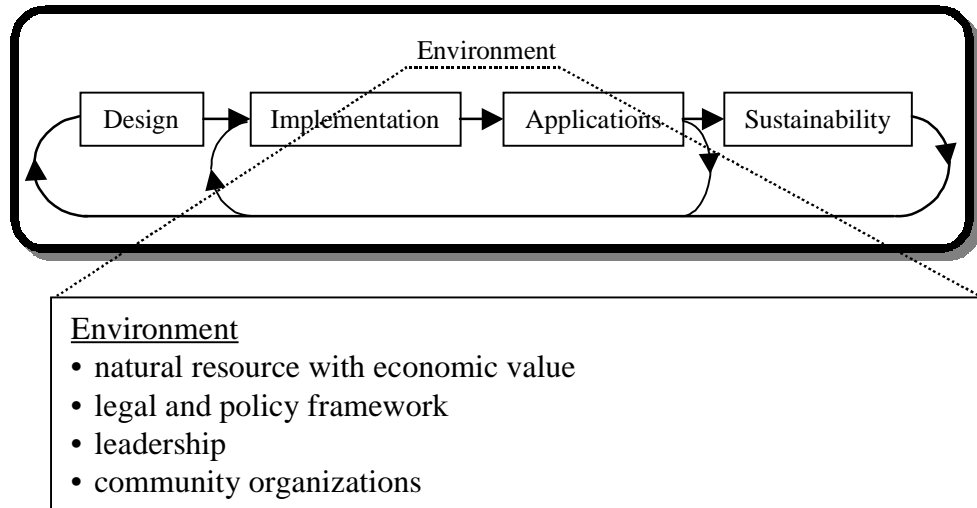 Environment
Design
Implementation
Applications
Sustainability
Environment
• natural resource with economic value
• legal and policy framework
• leadership
• community organizations